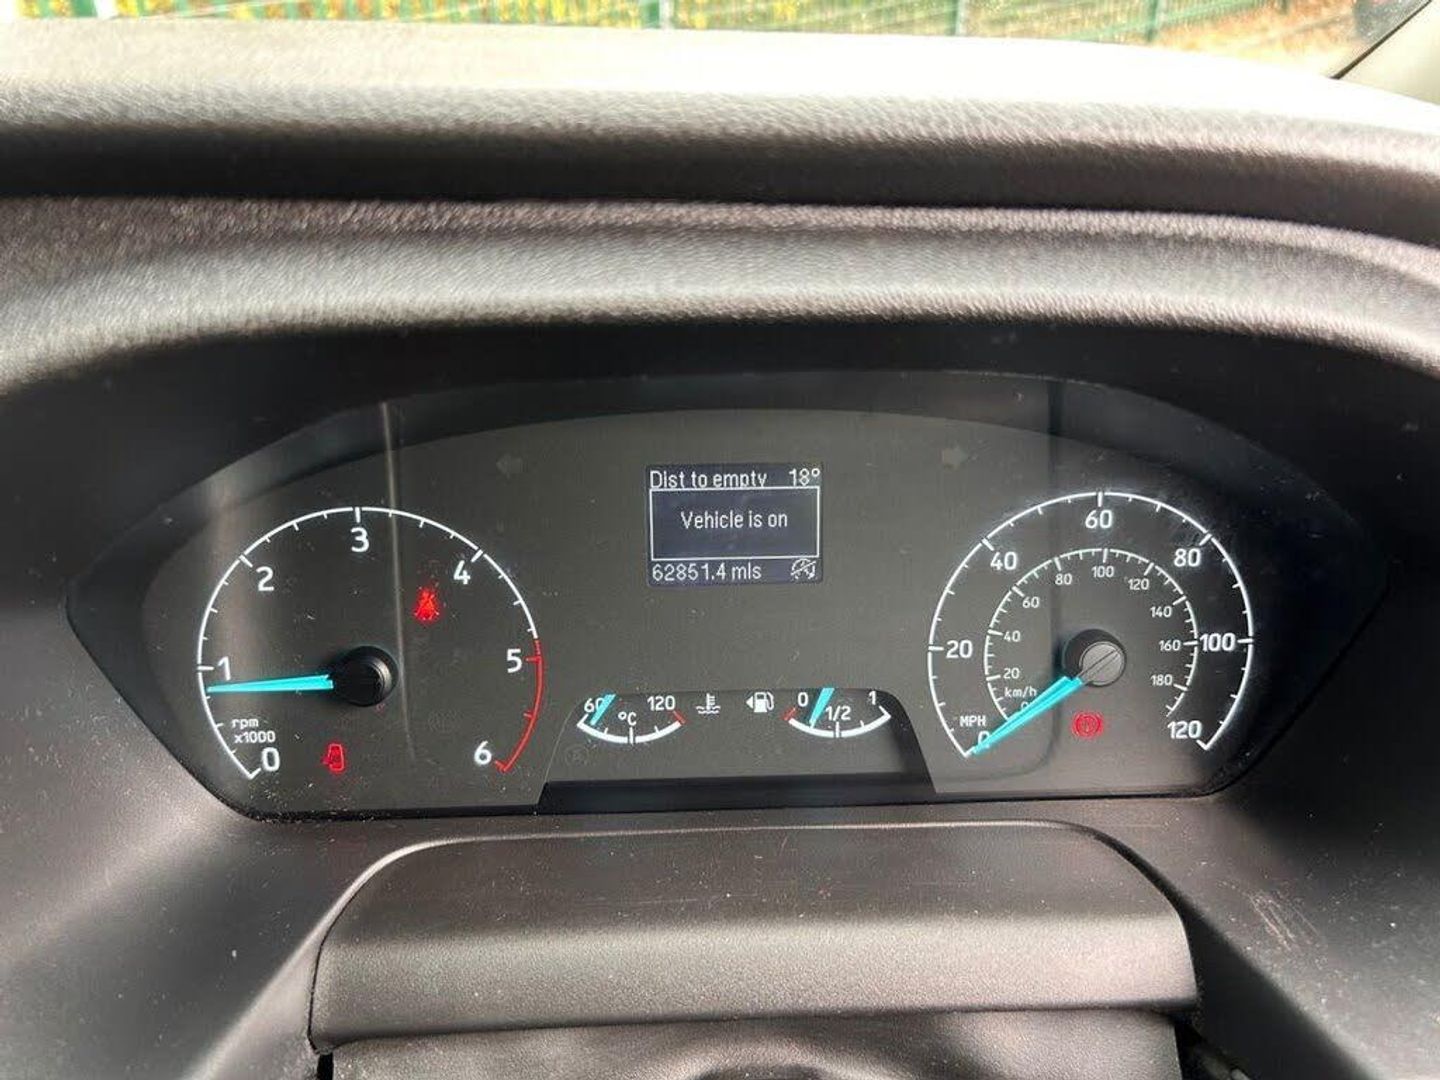 Dist to empty 18°
Vehicle is on
62851.4 mls
0 1 2 3 4 5 6
rpm
x1000
60 120
°C
0 1/2 1
0 20 40 60 80 100 120
MPH
20 40 60 80 100 120 140 160 180
km/h